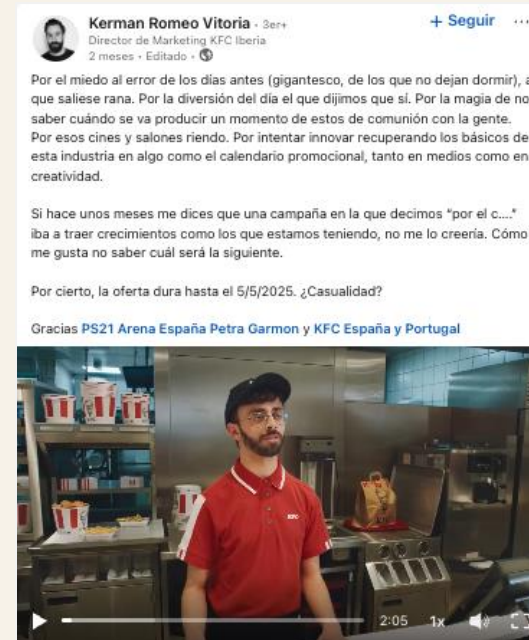 Kerman Romeo Vitoria · 3er+
+ Seguir ...
Director de Marketing KFC Iberia
2 meses · Editado ·
Por el miedo al error de los días antes (gigantesco, de los que no dejan dormir), a
que saliese rana. Por la diversión del día el que dijimos que sí. Por la magia de no
saber cuándo se va producir un momento de estos de comunión con la gente.
Por esos cines y salones riendo. Por intentar innovar recuperando los básicos de
esta industria en algo como el calendario promocional, tanto en medios como en
creatividad.
Si hace unos meses me dices que una campaña en la que decimos "por el c...."
iba a traer crecimientos como los que estamos teniendo, no me lo creería. Cómo
me gusta no saber cuál será la siguiente.
Por cierto, la oferta dura hasta el 5/5/2025. ¿Casualidad?
Gracias PS21 Arena España Petra Garmon y KFC España y Portugal
KFC
2:05 1x